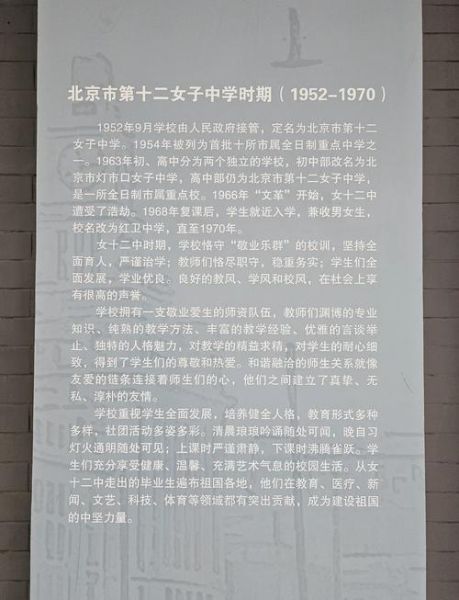 北京市第十二女子中学时期（1952-1970）
1952年9月学校由人民政府接管，定名为北京市第十二
女子中学。1954年被列为首批十所市属全日制重点中学之
一。1963年初、高中分为两个独立的学校，初中部改名为北
京市灯市口女子中学，高中部仍为北京市第十二女子中学，
是一所全日制市属重点校。1966年“文革”开始，女十二中
遭受了浩劫。1968年复课后，学生就近入学，兼收男女生，
校名改为红卫中学，直至1970年。
女十二中时期，学校恪守“敬业乐群”的校训，坚持全
面育人，严谨治学；教师们恪尽职守，稳重务实；学生们全
面发展，学业优良。良好的教风、学风和校风，在社会上享
有很高的声誉。
学校拥有一支敬业爱生的师资队伍，教师们渊博的专业
知识、纯熟的教学方法、丰富的教学经验、优雅的言谈举
止、独特的人格魅力，对教学的精益求精，对学生的耐心细
致，得到了学生们的尊敬和热爱。和谐融洽的师生关系就像
友爱的链条连接着师生们的心，他们之间建立了真挚、无
私、淳朴的友情。
学校重视学生全面发展，培养健全人格，教育形式多种
多样，社团活动多姿多彩。清晨琅琅吟诵随处可闻，晚自习
灯火通明随处可见；上课时严谨肃静，下课时沸腾雀跃。学
生们充分享受健康、温馨、充满艺术气息的校园生活。从女
十二中走出的毕业生遍布祖国各地，他们在教育、医疗、新
闻、文艺、科技、体育等领域都有突出贡献，成为建设祖国
的中坚力量。